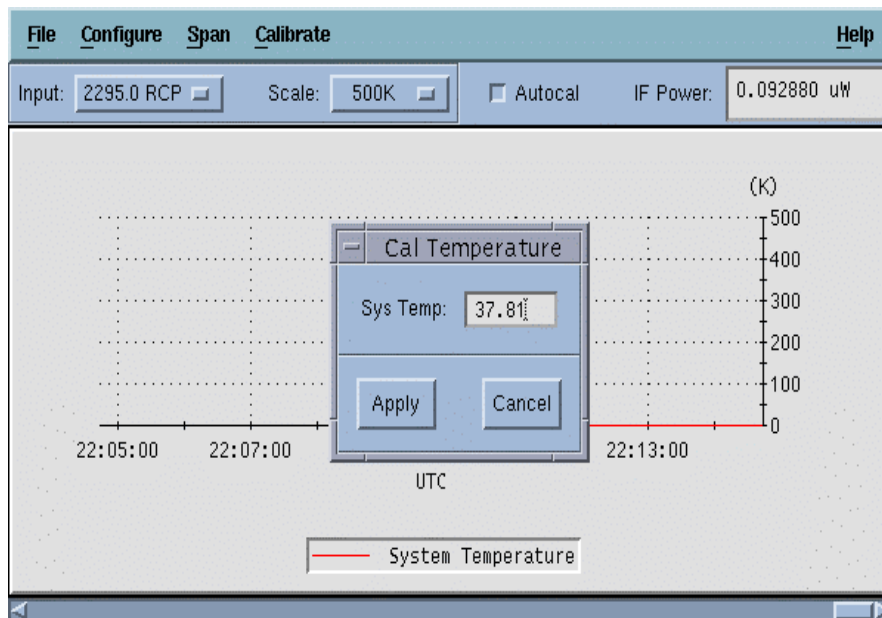 File Configure Span Calibrate Help
Input: 2295.0 RCP Scale: 500K Autocal IF Power: 0.092880 uW
(K)
500
400
300
200
100
0
Cal Temperature
Sys Temp: 37.81
Apply Cancel
22:05:00 22:07:00 22:13:00
UTC
System Temperature